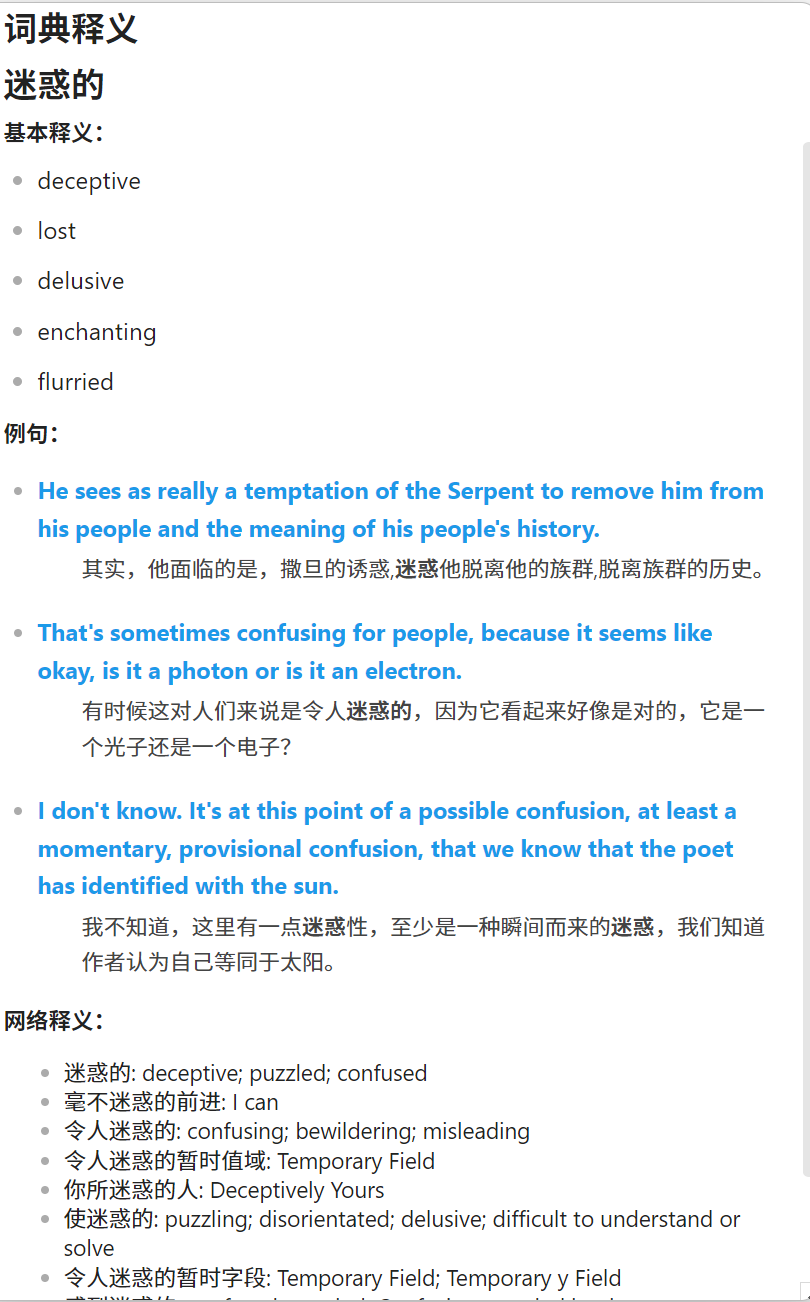 词典释义
迷惑的
基本释义：
deceptive
lost
delusive
enchanting
flurried
例句：
He sees as really a temptation of the Serpent to remove him from
his people and the meaning of his people's history.
其实，他面临的是，撒旦的诱惑,迷惑他脱离他的族群,脱离族群的历史。
That's sometimes confusing for people, because it seems like
okay, is it a photon or is it an electron.
有时候这对人们来说是令人迷惑的，因为它看起来好像是对的，它是一
个光子还是一个电子？
I don't know. It's at this point of a possible confusion, at least a
momentary, provisional confusion, that we know that the poet
has identified with the sun.
我不知道，这里有一点迷惑性，至少是一种瞬间而来的迷惑，我们知道
作者认为自己等同于太阳。
网络释义：
迷惑的: deceptive; puzzled; confused
毫不迷惑的前进: I can
令人迷惑的: confusing; bewildering; misleading
令人迷惑的暂时值域: Temporary Field
你所迷惑的人: Deceptively Yours
使迷惑的: puzzling; disorientated; delusive; difficult to understand or
solve
令人迷惑的暂时字段: Temporary Field; Temporary y Field